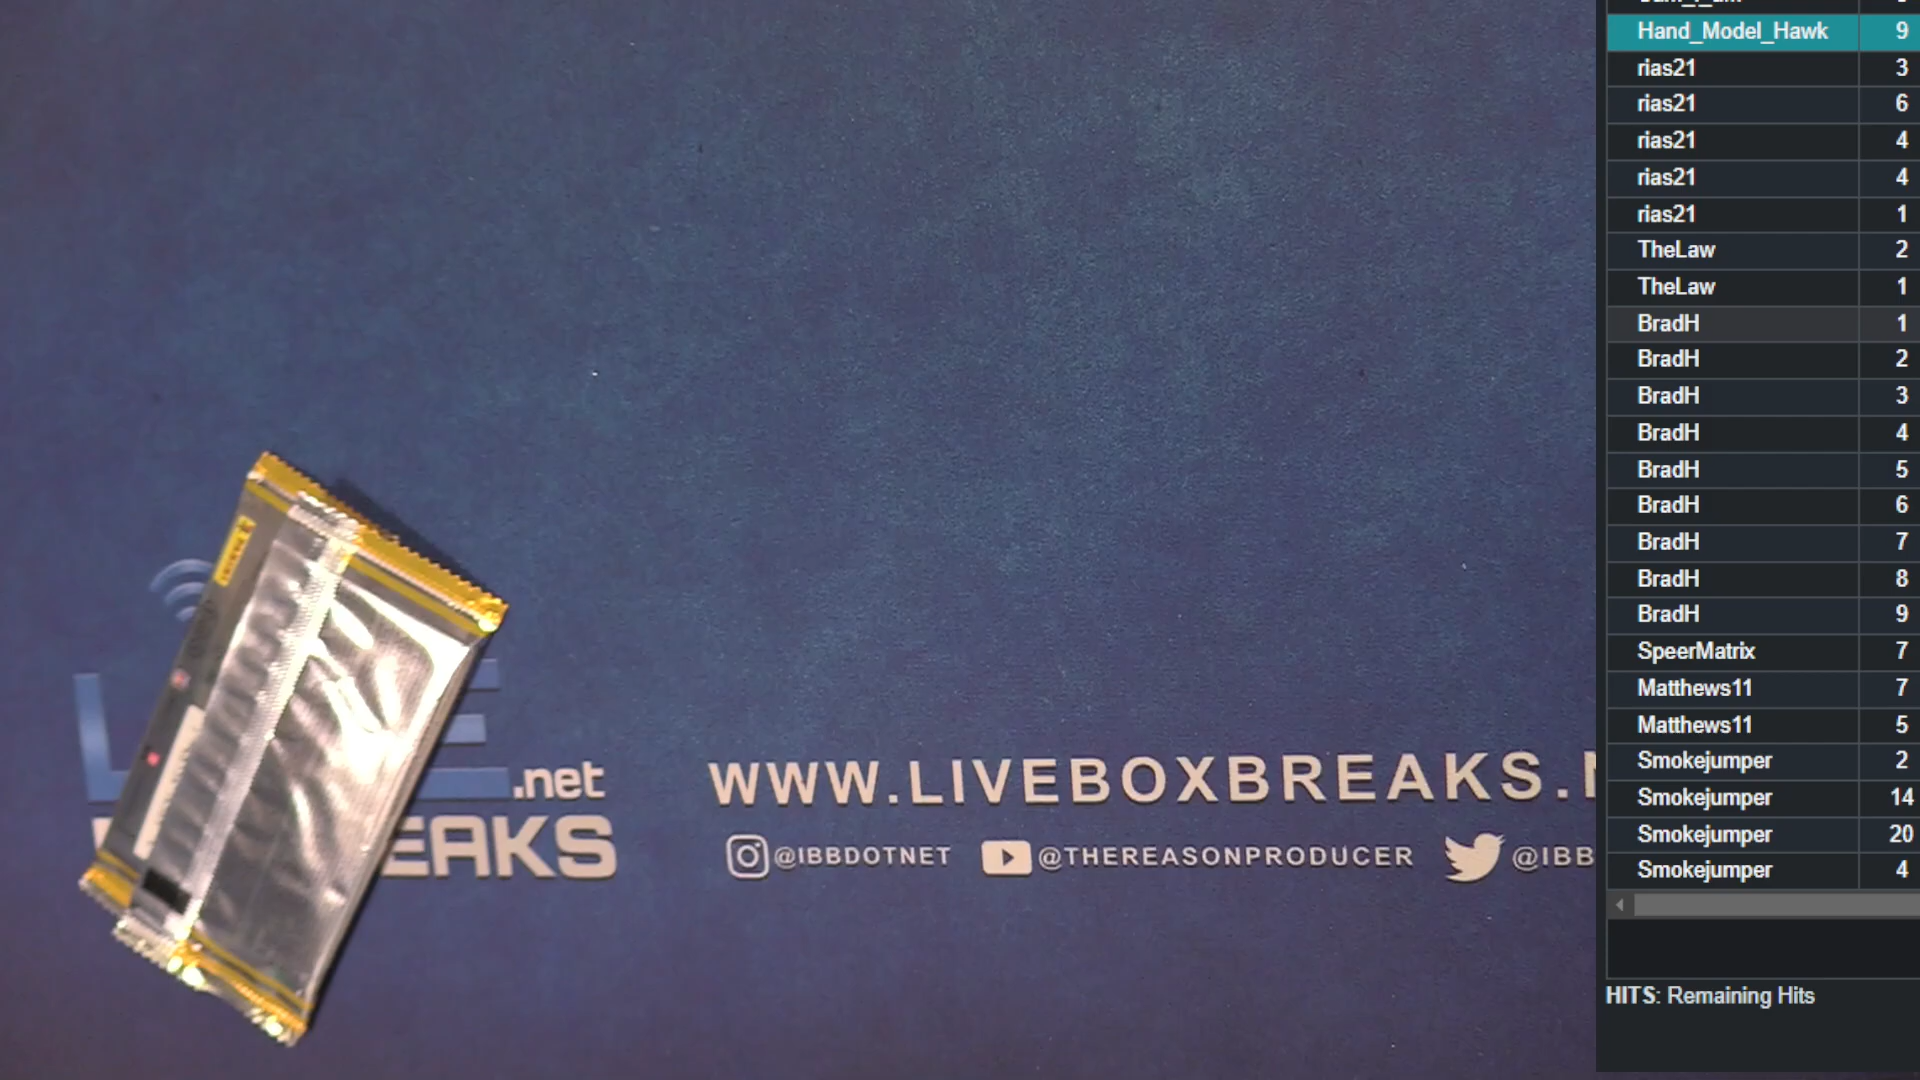 Hand_Model_Hawk 9
rias21 3
rias21 6
rias21 4
rias21 4
rias21 1
TheLaw 2
TheLaw 1
BradH 1
BradH 2
BradH 3
BradH 4
BradH 5
BradH 6
BradH 7
BradH 8
BradH 9
SpeerMatrix 7
Matthews11 7
Matthews11 5
Smokejumper 2
Smokejumper 14
Smokejumper 20
Smokejumper 4
HITS: Remaining Hits
.net
EAKS
WWW.LIVEBOXBREAKS.
@IBBDOTNET @THEREASONPRODUCER @IBB